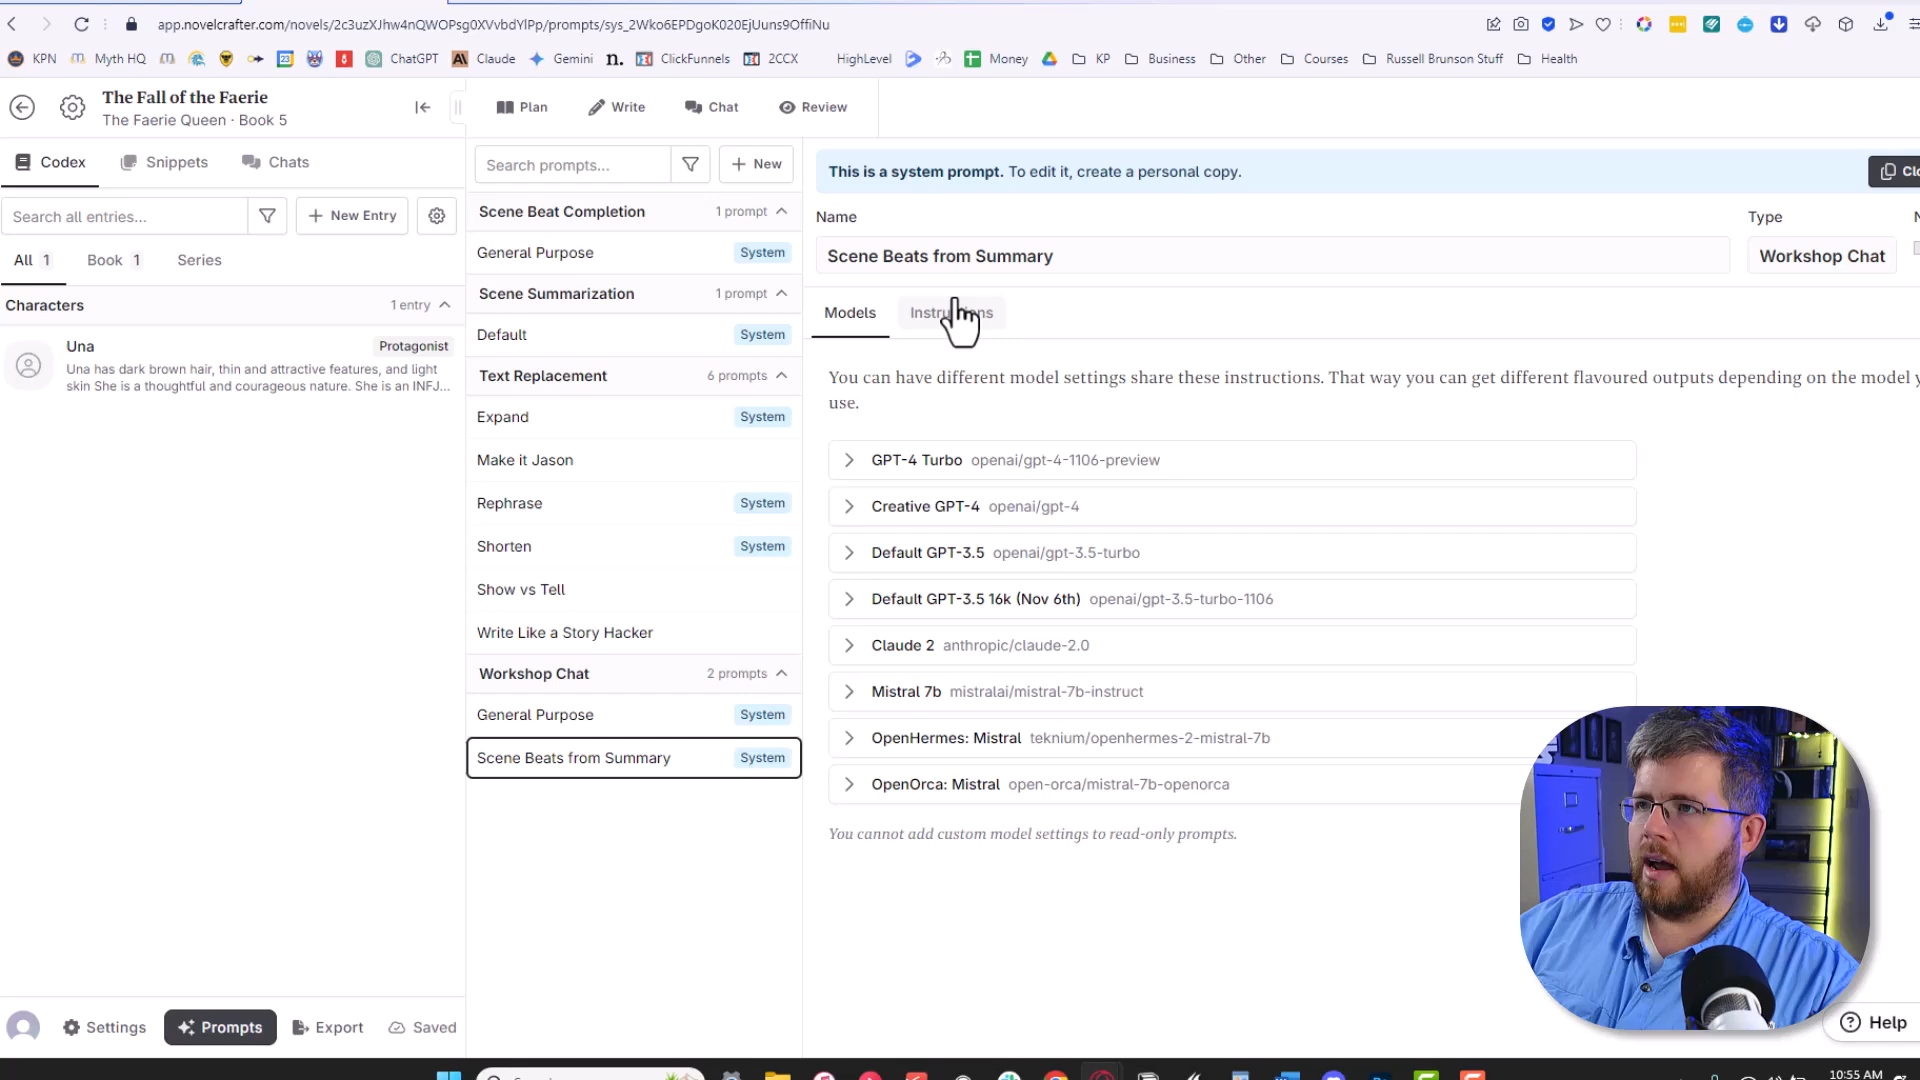 app.novelcrafter.com/novels/2c3uzXJhw4nQWOPsg0XVvbdYlPp/prompts/sys_2Wko6EPDgoK020EjUuns9OffiNu
KPN Myth HQ 23 ChatGPT Claude Gemini n. ClickFunnels 2CCX HighLevel Money KP Business Other Courses Russell Brunson Stuff Health
The Fall of the Faerie
The Faerie Queen · Book 5
Plan Write Chat Review
Codex Snippets Chats
Search all entries... New Entry
All 1 Book 1 Series
Characters 1 entry
Una Protagonist
Una has dark brown hair, thin and attractive features, and light
skin She is a thoughtful and courageous nature. She is an INFJ...
Settings Prompts Export Saved
Search prompts... New
Scene Beat Completion 1 prompt
General Purpose System
Scene Summarization 1 prompt
Default System
Text Replacement 6 prompts
Expand System
Make it Jason
Rephrase System
Shorten System
Show vs Tell
Write Like a Story Hacker
Workshop Chat 2 prompts
General Purpose System
Scene Beats from Summary System
This is a system prompt. To edit it, create a personal copy.
Name Type
Scene Beats from Summary Workshop Chat
Models
You can have different model settings share these instructions. That way you can get different flavoured outputs depending on the model
use.
GPT-4 Turbo openai/gpt-4-1106-preview
Creative GPT-4 openai/gpt-4
Default GPT-3.5 openai/gpt-3.5-turbo
Default GPT-3.5 16k (Nov 6th) openai/gpt-3.5-turbo-1106
Claude 2 anthropic/claude-2.0
Mistral 7b mistralai/mistral-7b-instruct
OpenHermes: Mistral teknium/openhermes-2-mistral-7b
OpenOrca: Mistral open-orca/mistral-7b-openorca
You cannot add custom model settings to read-only prompts.
Help
10:55 AM